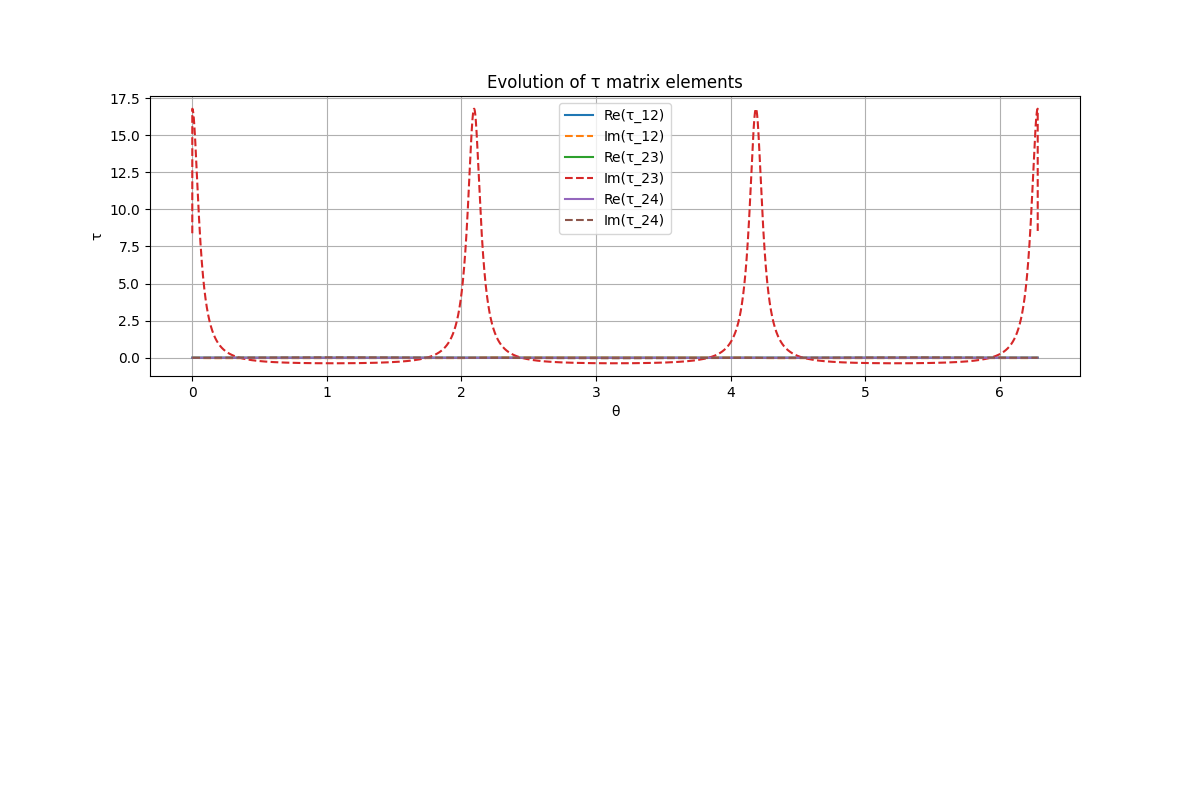 Evolution of τ matrix elements
17.5
15.0
12.5
10.0
7.5
5.0
2.5
0.0
τ
Re(τ_12)
Im(τ_12)
Re(τ_23)
Im(τ_23)
Re(τ_24)
Im(τ_24)
0 1 2 3 4 5 6
θ